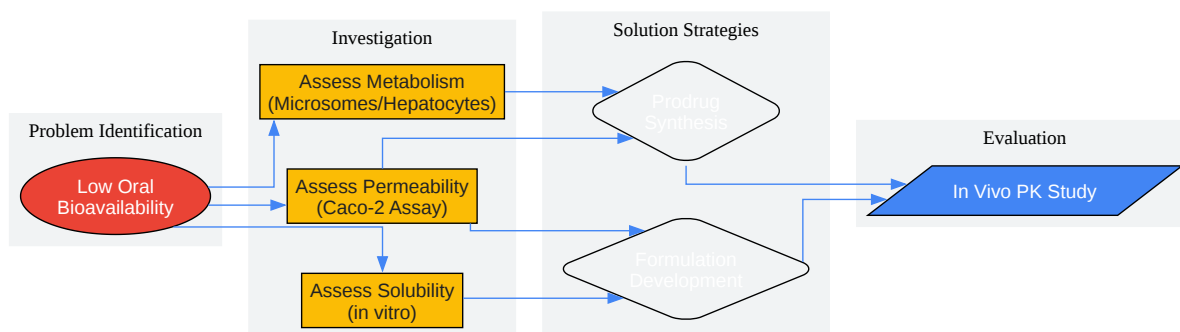 Problem Identification
Low Oral
Bioavailability
Investigation
Assess Metabolism
(Microsomes/Hepatocytes)
Assess Permeability
(Caco-2 Assay)
Assess Solubility
(in vitro)
Solution Strategies
Prodrug
Synthesis
Formulation
Development
Evaluation
In Vivo PK Study